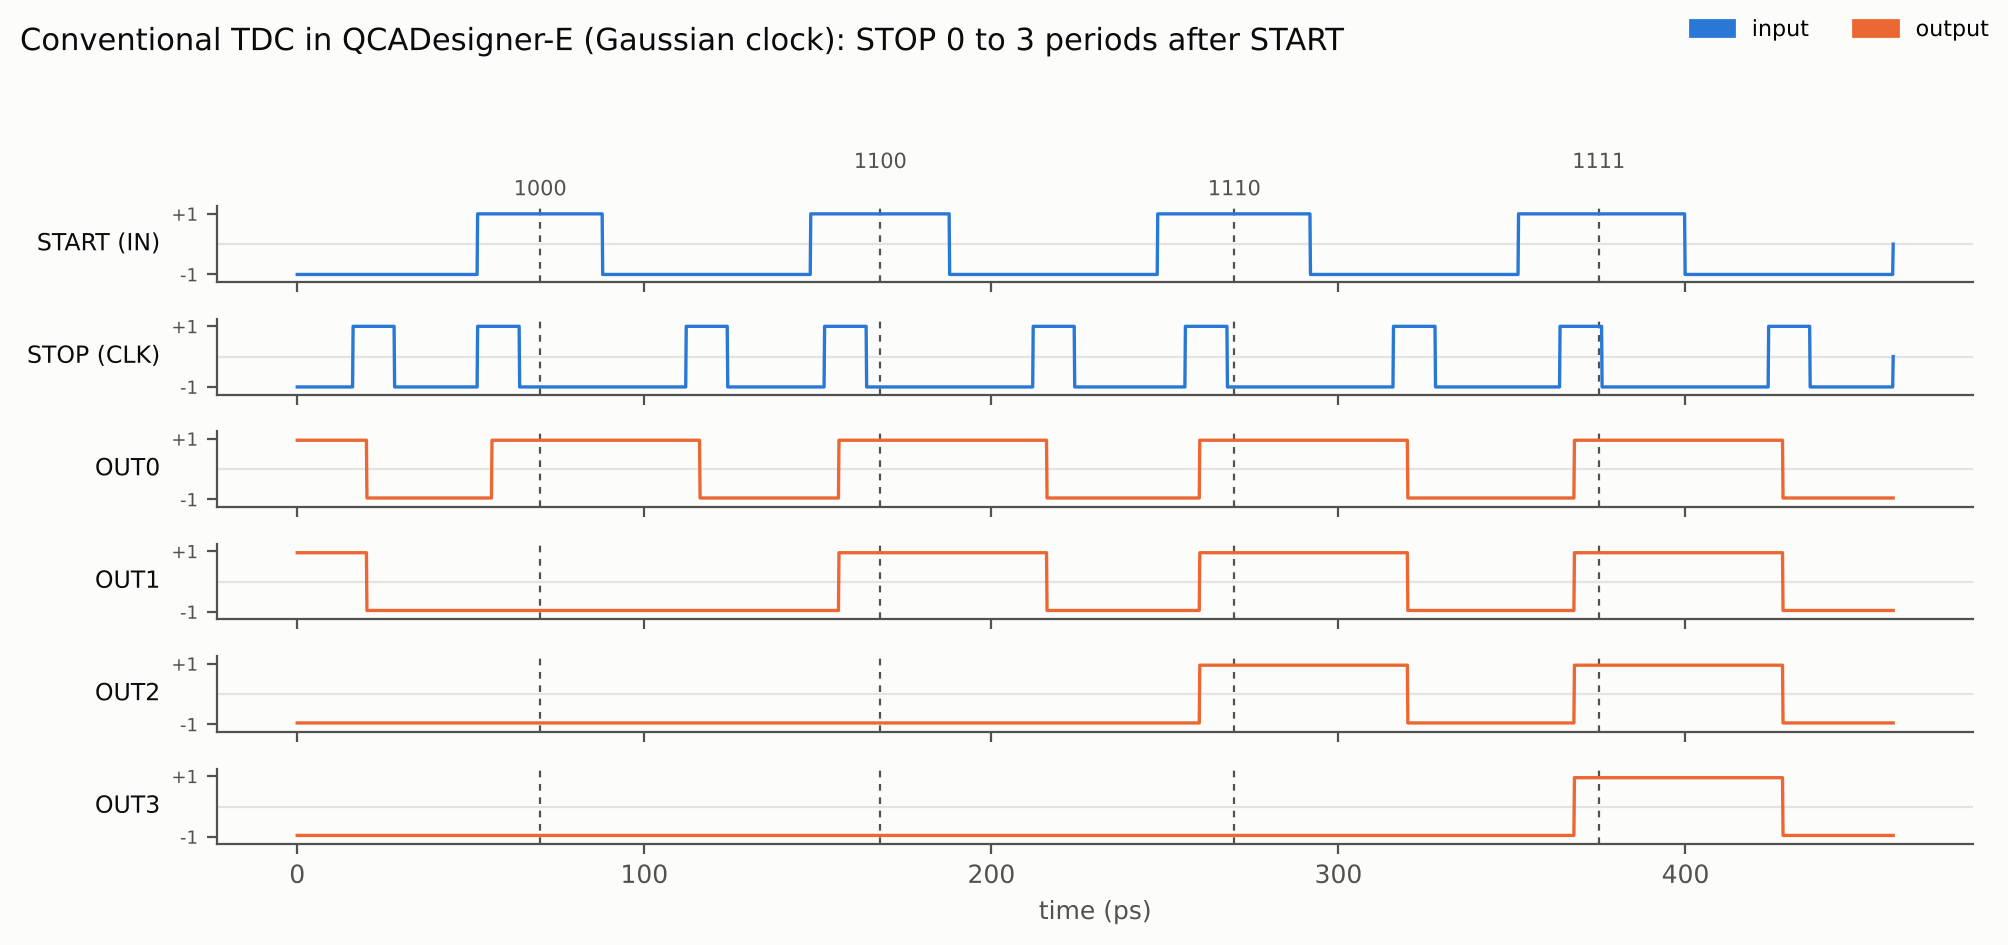 Conventional TDC in QCADesigner-E (Gaussian clock): STOP 0 to 3 periods after START
input
output
1000
1100
1110
1111
START (IN)
+1
-1
STOP (CLK)
+1
-1
OUT0
+1
-1
OUT1
+1
-1
OUT2
+1
-1
OUT3
+1
-1
0 100 200 300 400
time (ps)